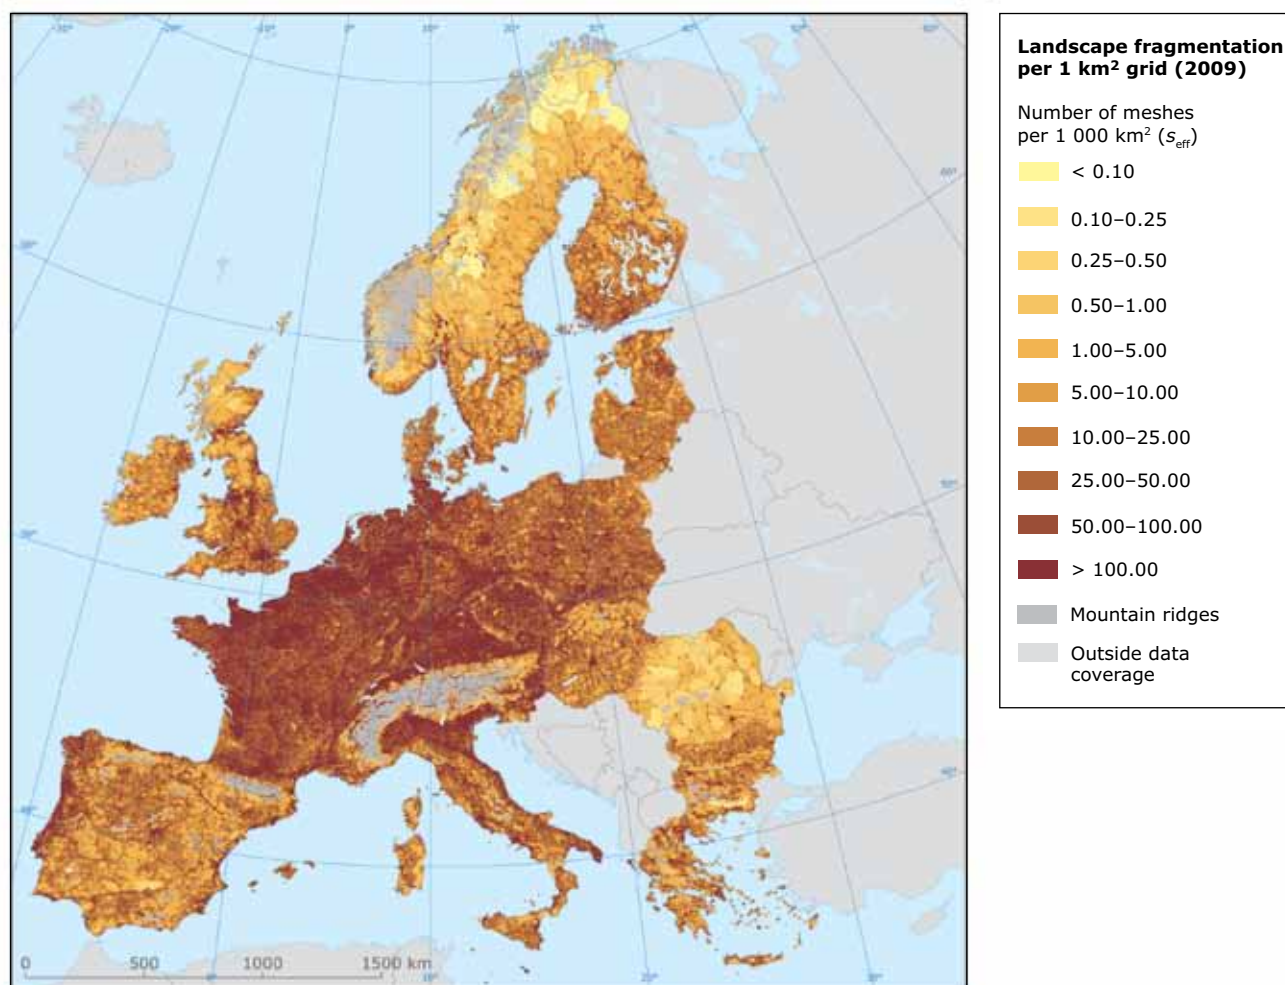 Landscape fragmentation
per 1 km² grid (2009)
Number of meshes
per 1 000 km² (seff)
< 0.10
0.10–0.25
0.25–0.50
0.50–1.00
1.00–5.00
5.00–10.00
10.00–25.00
25.00–50.00
50.00–100.00
> 100.00
Mountain ridges
Outside data
coverage
0 500 1000 1500 km